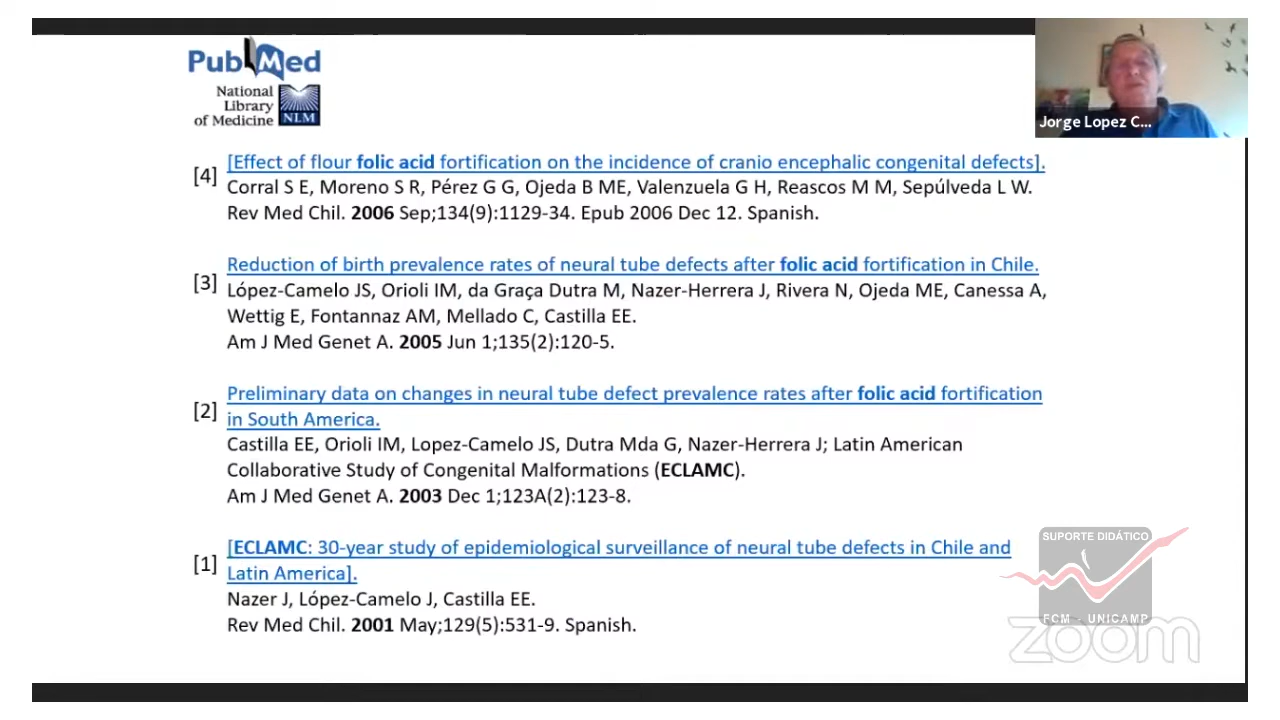 PubMed
National
Library
of Medicine NLM
Jorge Lopez C...
[4] [Effect of flour folic acid fortification on the incidence of cranio encephalic congenital defects].
Corral S E, Moreno S R, Pérez G G, Ojeda B ME, Valenzuela G H, Reascos M M, Sepúlveda L W.
Rev Med Chil. 2006 Sep;134(9):1129-34. Epub 2006 Dec 12. Spanish.
[3] Reduction of birth prevalence rates of neural tube defects after folic acid fortification in Chile.
López-Camelo JS, Orioli IM, da Graça Dutra M, Nazer-Herrera J, Rivera N, Ojeda ME, Canessa A,
Wettig E, Fontannaz AM, Mellado C, Castilla EE.
Am J Med Genet A. 2005 Jun 1;135(2):120-5.
[2] Preliminary data on changes in neural tube defect prevalence rates after folic acid fortification
in South America.
Castilla EE, Orioli IM, Lopez-Camelo JS, Dutra Mda G, Nazer-Herrera J; Latin American
Collaborative Study of Congenital Malformations (ECLAMC).
Am J Med Genet A. 2003 Dec 1;123A(2):123-8.
[1] [ECLAMC: 30-year study of epidemiological surveillance of neural tube defects in Chile and
Latin America].
Nazer J, López-Camelo J, Castilla EE.
Rev Med Chil. 2001 May;129(5):531-9. Spanish.
SUPORTE DIDÁTICO
FCM - UNICAMP
zoom